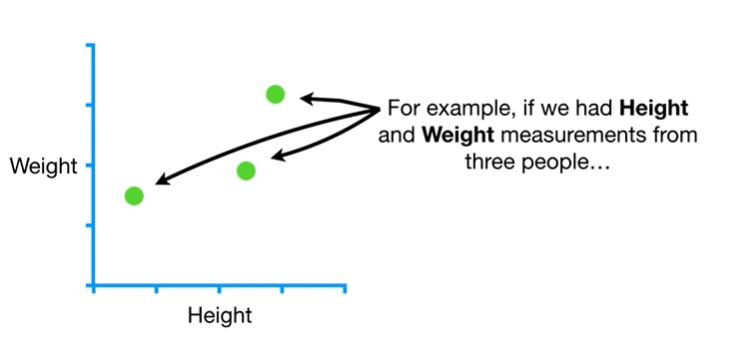 For example, if we had Height
and Weight measurements from
three people...
Weight
Height